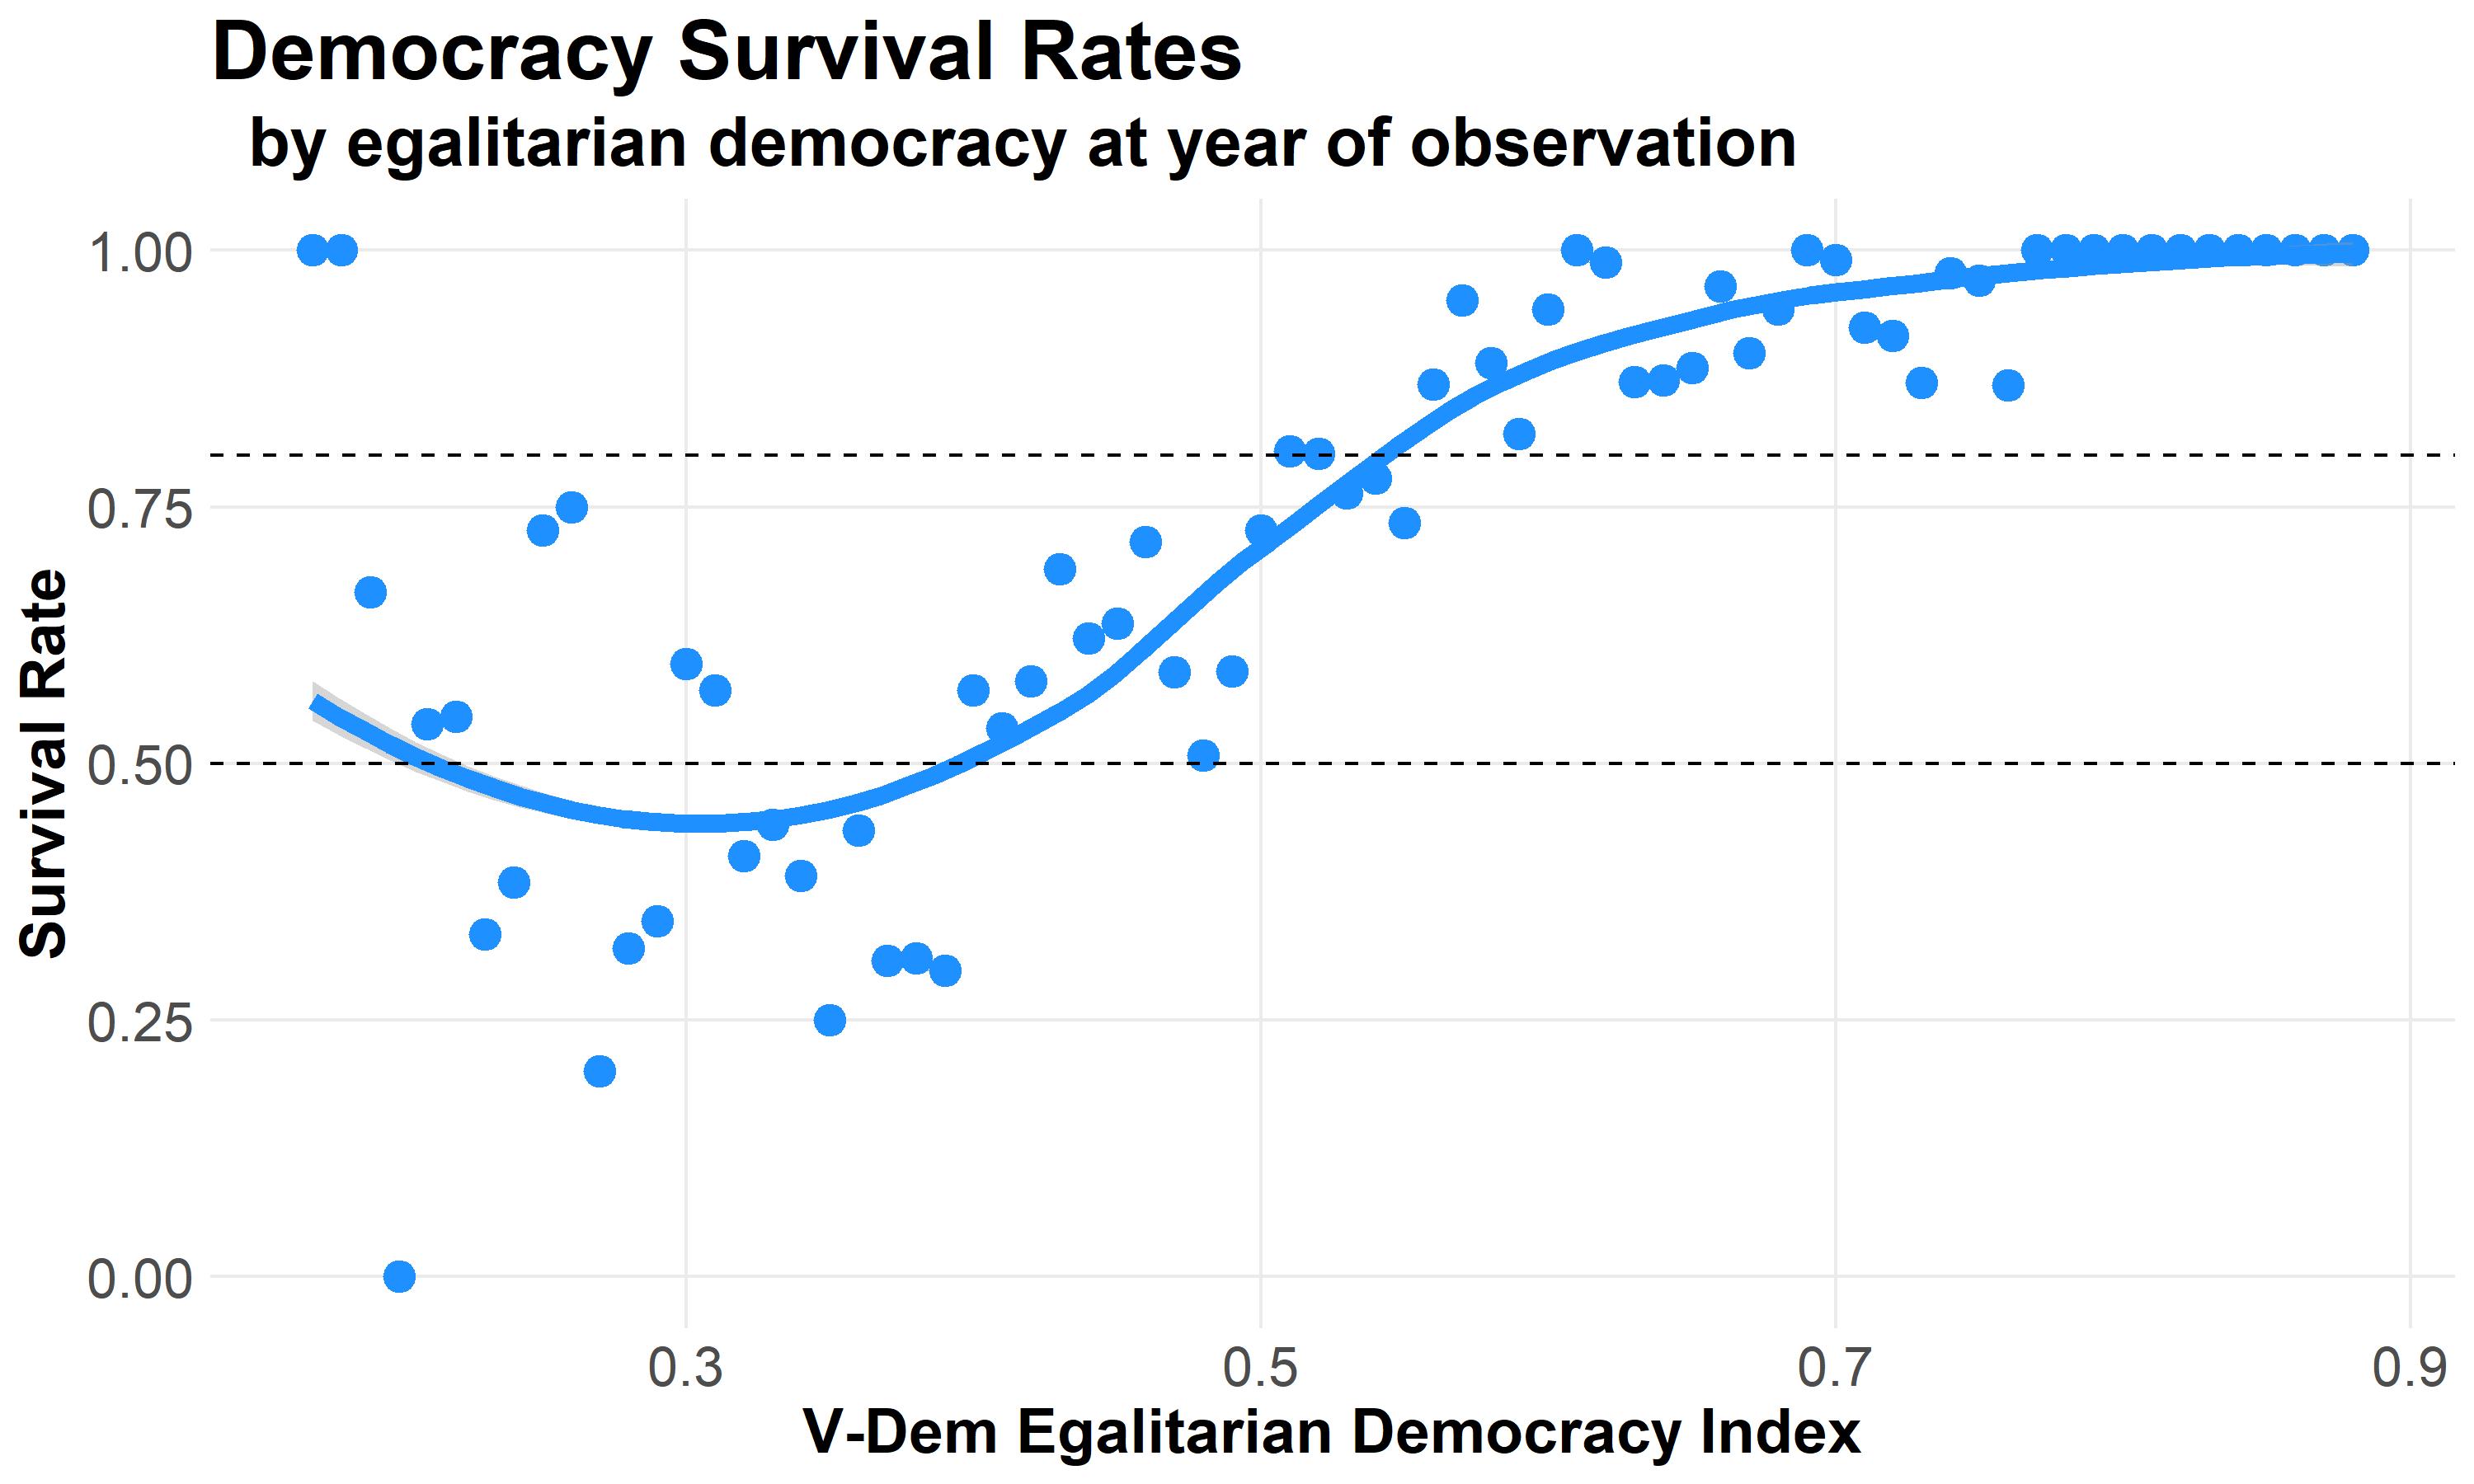 Democracy Survival Rates
by egalitarian democracy at year of observation
Survival Rate
1.00
0.75
0.50
0.25
0.00
0.3 0.5 0.7 0.9
V-Dem Egalitarian Democracy Index